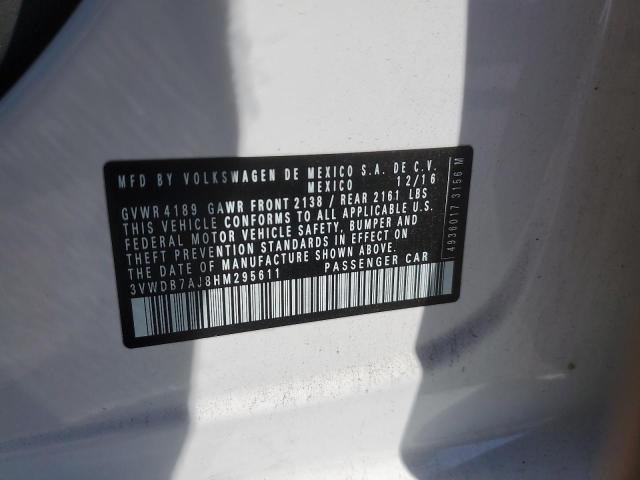 MFD BY VOLKSWAGEN DE MEXICO S.A. DE C.V.
MEXICO 12/16
GVWR 4189 GAWR FRONT 2138 / REAR 2161 LBS
THIS VEHICLE CONFORMS TO ALL APPLICABLE U.S.
FEDERAL MOTOR VEHICLE SAFETY, BUMPER AND
THEFT PREVENTION STANDARDS IN EFFECT ON
THE DATE OF MANUFACTURE SHOWN ABOVE.
3VWDB7AJ8HM295611 PASSENGER CAR
4936017 3156 M